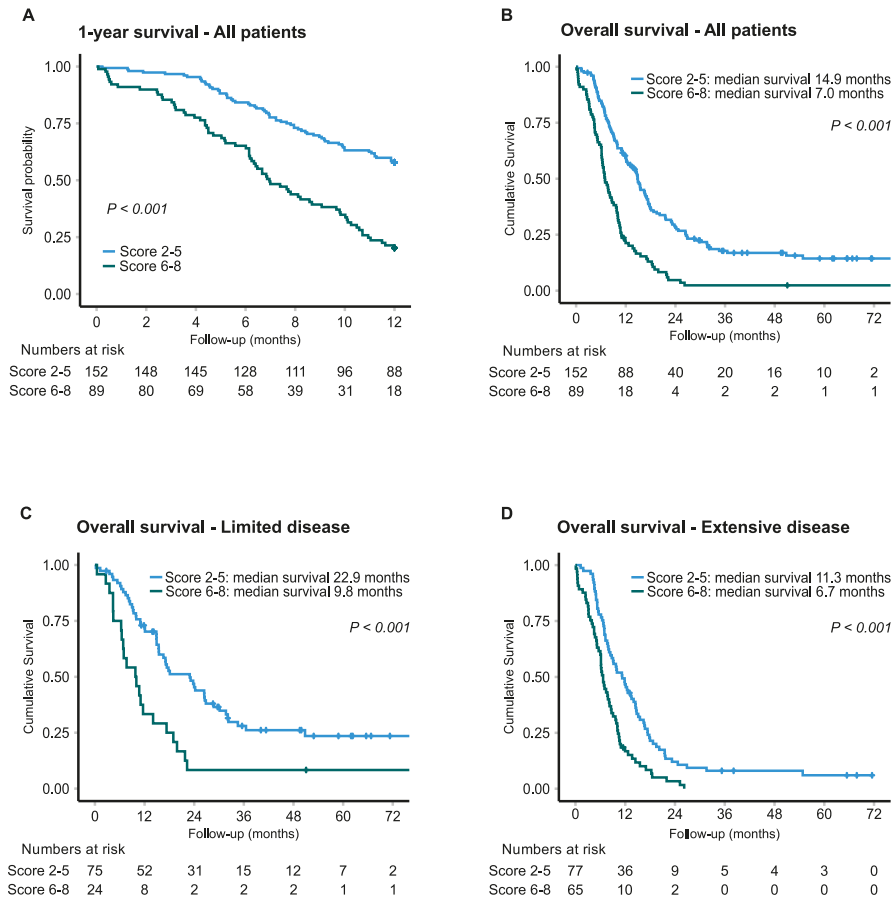 A
1-year survival - All patients
1.00
0.75
0.50
0.25
0.00
Survival probability
P < 0.001
Score 2-5
Score 6-8
0 2 4 6 8 10 12
Follow-up (months)
Numbers at risk
Score 2-5 152 148 145 128 111 96 88
Score 6-8 89 80 69 58 39 31 18
B
Overall survival - All patients
1.00
0.75
0.50
0.25
0.00
Cumulative Survival
Score 2-5: median survival 14.9 months
Score 6-8: median survival 7.0 months
P < 0.001
0 12 24 36 48 60 72
Follow-up (months)
Numbers at risk
Score 2-5 152 88 40 20 16 10 2
Score 6-8 89 18 4 2 2 1 1
C
Overall survival - Limited disease
1.00
0.75
0.50
0.25
0.00
Cumulative Survival
Score 2-5: median survival 22.9 months
Score 6-8: median survival 9.8 months
P < 0.001
0 12 24 36 48 60 72
Follow-up (months)
Numbers at risk
Score 2-5 75 52 31 15 12 7 2
Score 6-8 24 8 2 2 2 1 1
D
Overall survival - Extensive disease
1.00
0.75
0.50
0.25
0.00
Cumulative Survival
Score 2-5: median survival 11.3 months
Score 6-8: median survival 6.7 months
P < 0.001
0 12 24 36 48 60 72
Follow-up (months)
Numbers at risk
Score 2-5 77 36 9 5 4 3 0
Score 6-8 65 10 2 0 0 0 0